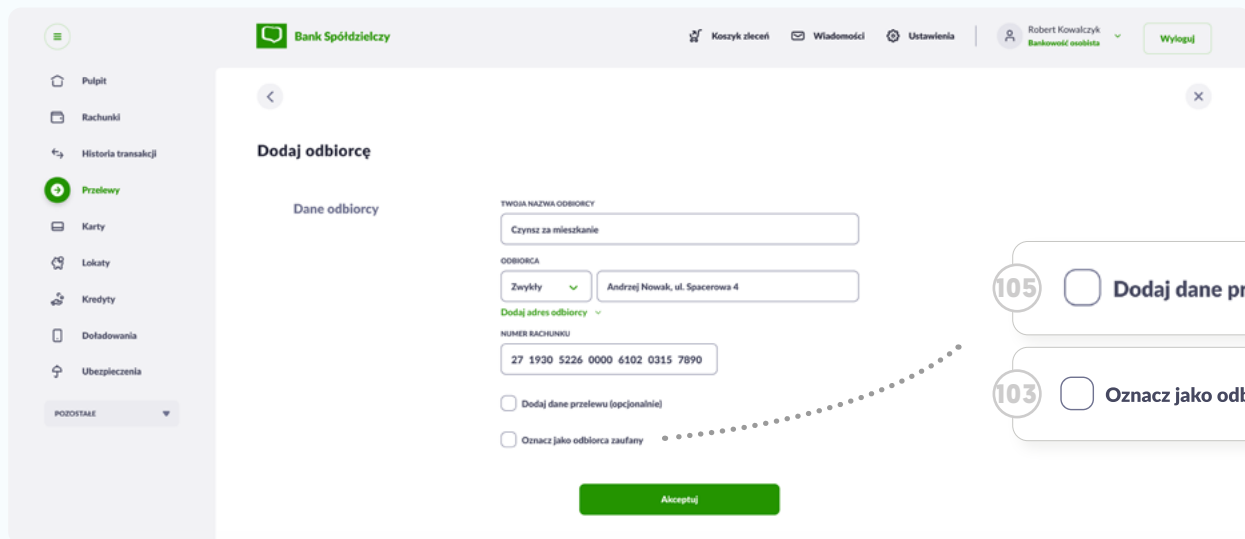 Bank Spółdzielczy
Koszyk zleceń
Wiadomości
Ustawienia
Robert Kowalczyk
Bankowość osobista
Wyloguj
Pulpit
Rachunki
Historia transakcji
Przelewy
Karty
Lokaty
Kredyty
Doładowania
Ubezpieczenia
POZOSTAŁE
Dodaj odbiorcę
Dane odbiorcy
TWOJA NAZWA ODBIORCY
Czynsz za mieszkanie
ODBIORCA
Zwykły
Andrzej Nowak, ul. Spacerowa 4
Dodaj adres odbiorcy
NUMER RACHUNKU
27 1930 5226 0000 6102 0315 7890
Dodaj dane przelewu (opcjonalnie)
Oznacz jako odbiorca zaufany
Akceptuj
105 Dodaj dane pr
103 Oznacz jako odb